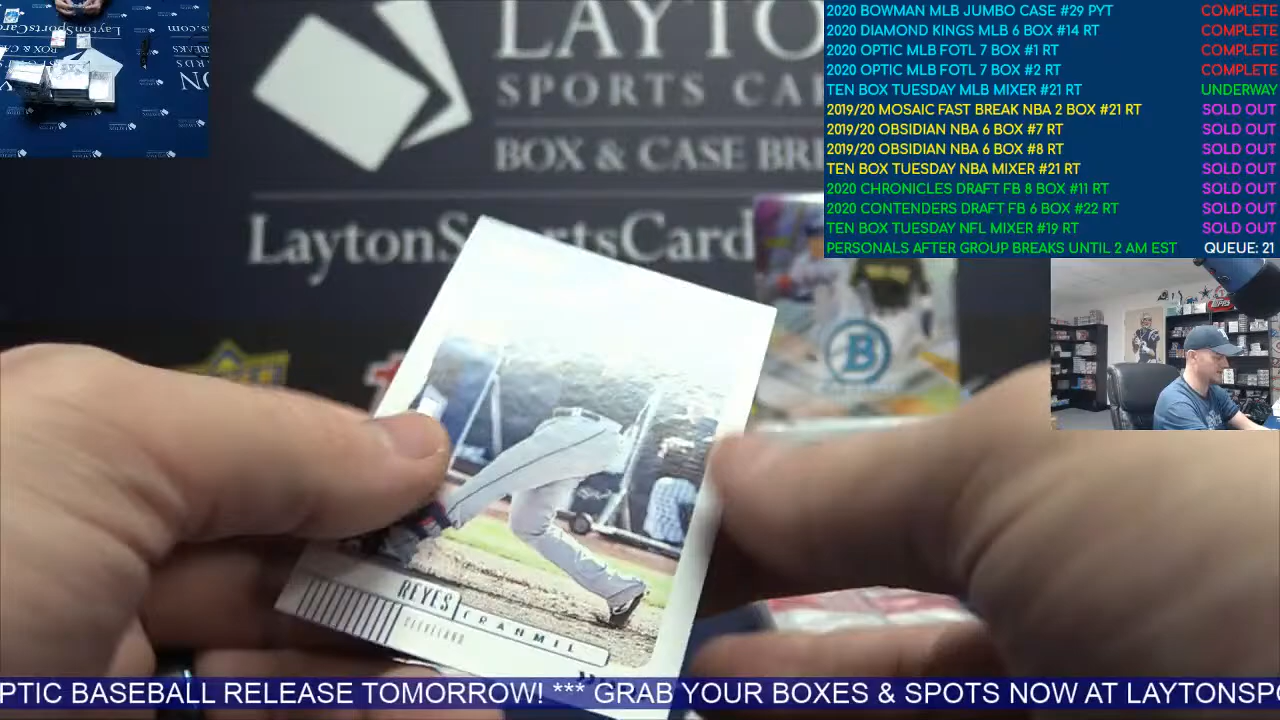 LAYTO
SPORTS CA
BOX & CASE BRE
LaytonSportsCard
2020 BOWMAN MLB JUMBO CASE #29 PYT COMPLETE
2020 DIAMOND KINGS MLB 6 BOX #14 RT COMPLETE
2020 OPTIC MLB FOTL 7 BOX #1 RT COMPLETE
2020 OPTIC MLB FOTL 7 BOX #2 RT COMPLETE
TEN BOX TUESDAY MLB MIXER #21 RT UNDERWAY
2019/20 MOSAIC FAST BREAK NBA 2 BOX #21 RT SOLD OUT
2019/20 OBSIDIAN NBA 6 BOX #7 RT SOLD OUT
2019/20 OBSIDIAN NBA 6 BOX #8 RT SOLD OUT
TEN BOX TUESDAY NBA MIXER #21 RT SOLD OUT
2020 CHRONICLES DRAFT FB 8 BOX #11 RT SOLD OUT
2020 CONTENDERS DRAFT FB 6 BOX #22 RT SOLD OUT
TEN BOX TUESDAY NFL MIXER #19 RT SOLD OUT
PERSONALS AFTER GROUP BREAKS UNTIL 2 AM EST QUEUE: 21
B
REYES FRANMIL
CLEVELAND
PTIC BASEBALL RELEASE TOMORROW! *** GRAB YOUR BOXES & SPOTS NOW AT LAYTONSPO